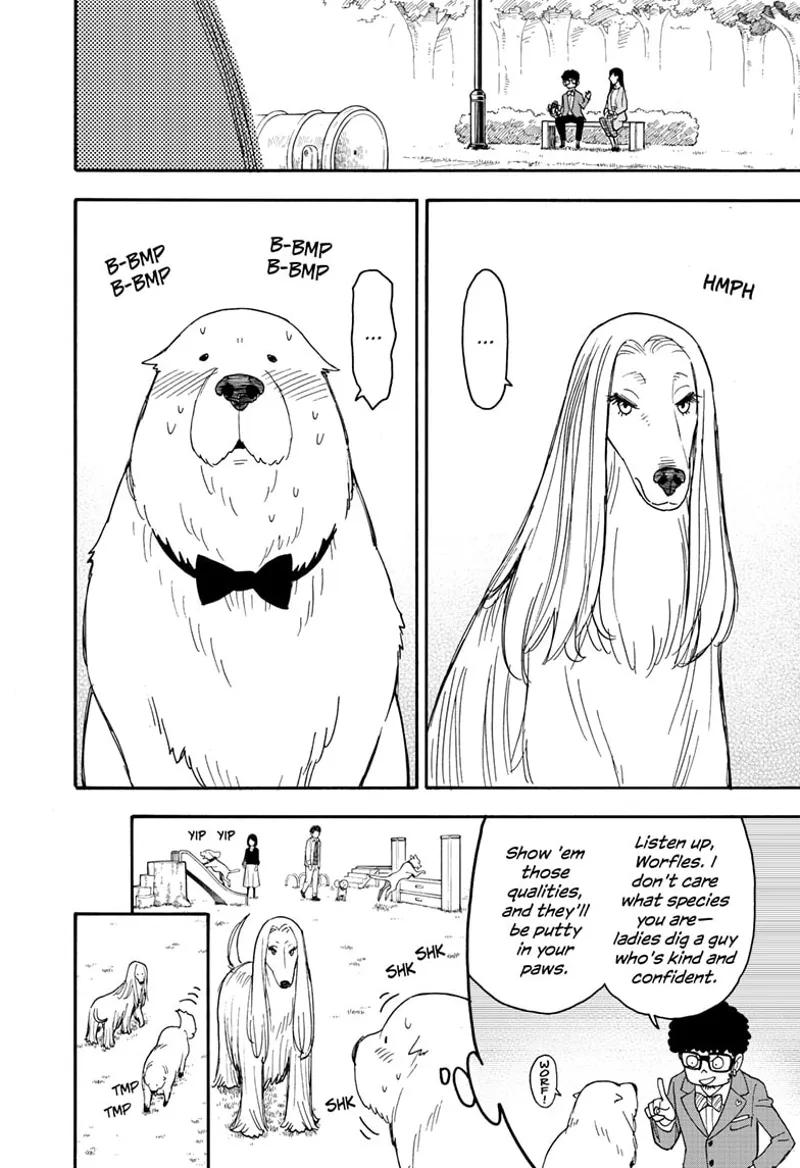 HMPH
...
...
B-BMP
B-BMP
B-BMP
B-BMP
Listen up,
Worfles. I
don't care
what species
you are—
ladies dig a guy
who's kind and
confident.
Show 'em
those
qualities,
and they'll
be putty
in your
paws.
WORF!
YIP YIP
SHK
SHK
SHK
TMP
TMP